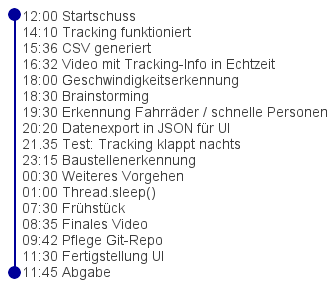 12:00 Startschuss
14:10 Tracking funktioniert
15:36 CSV generiert
16:32 Video mit Tracking-Info in Echtzeit
18:00 Geschwindigkeitserkennung
18:30 Brainstorming
19:30 Erkennung Fahrräder / schnelle Personen
20:20 Datenexport in JSON für UI
21.35 Test: Tracking klappt nachts
23:15 Baustellenerkennung
00:30 Weiteres Vorgehen
01:00 Thread.sleep()
07:30 Frühstück
08:35 Finales Video
09:42 Pflege Git-Repo
11:30 Fertigstellung UI
11:45 Abgabe